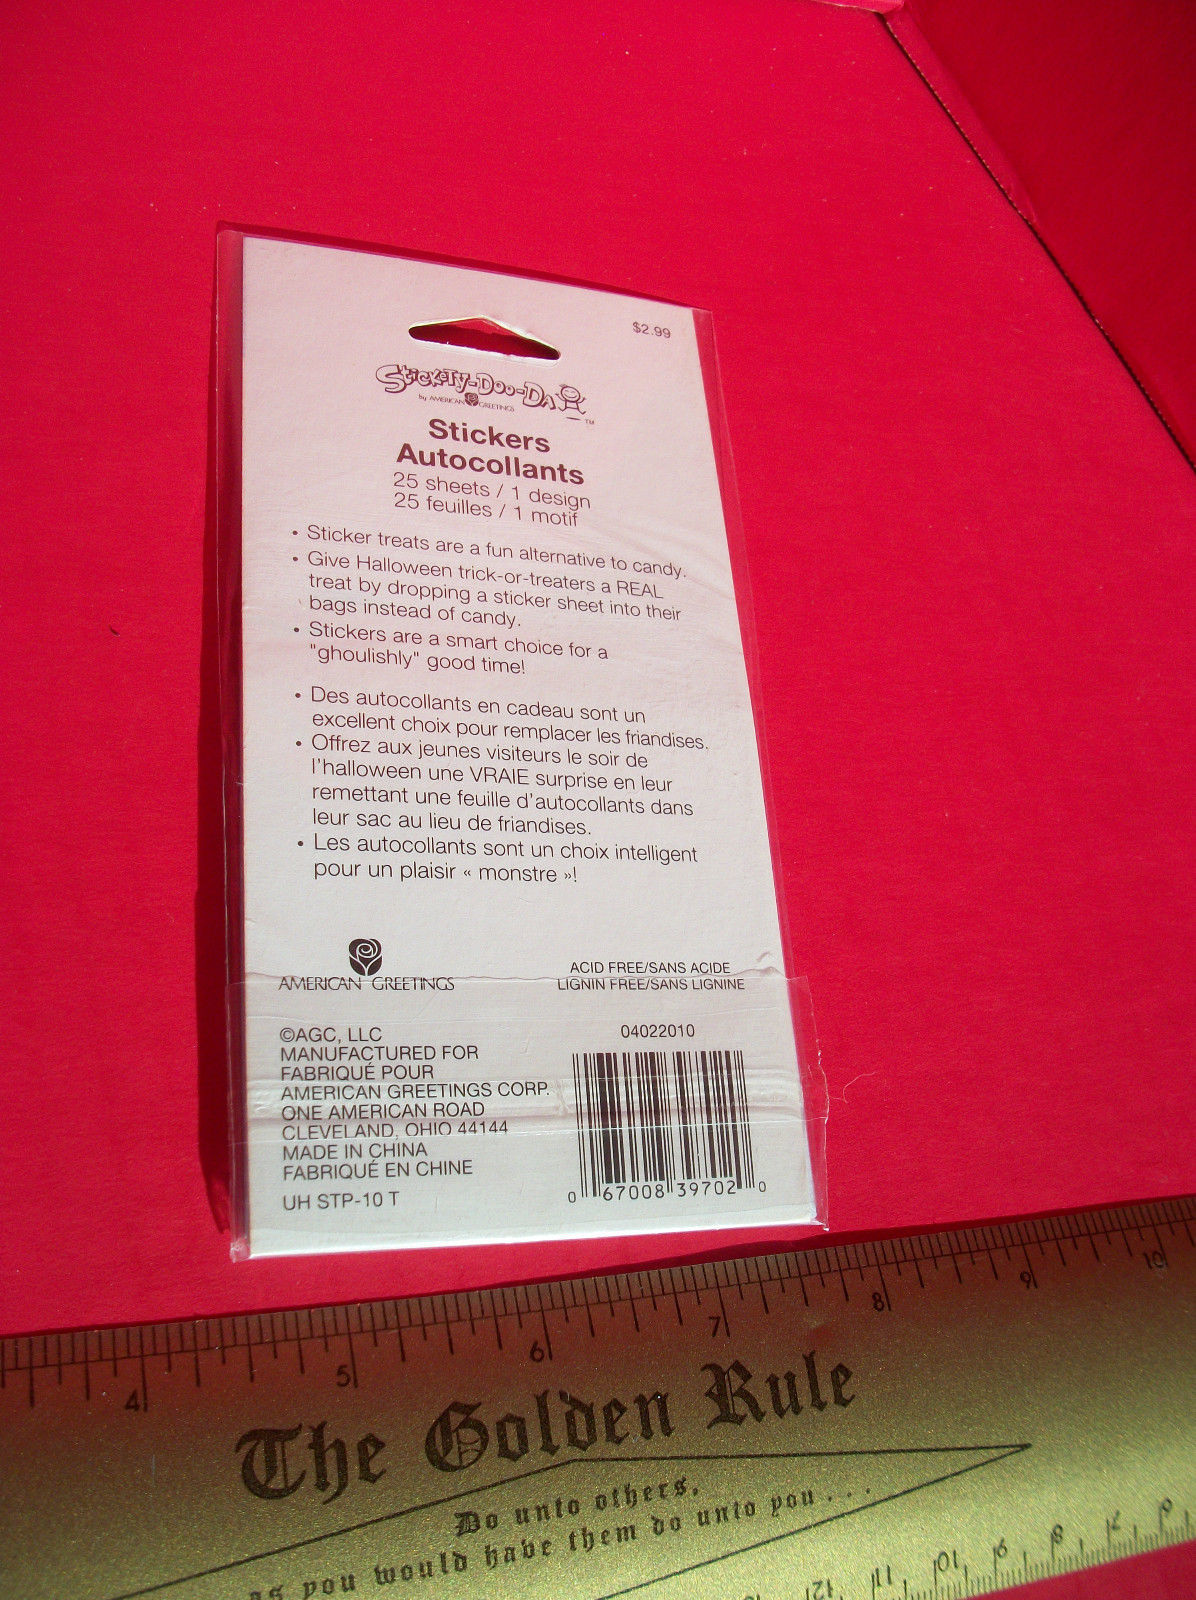 $2.99
Stickety-Doo-Da
by AMERICAN GREETINGS
TM
Stickers
Autocollants
25 sheets / 1 design
25 feuilles / 1 motif
• Sticker treats are a fun alternative to candy.
• Give Halloween trick-or-treaters a REAL
treat by dropping a sticker sheet into their
bags instead of candy.
• Stickers are a smart choice for a
"ghoulishly" good time!
• Des autocollants en cadeau sont un
excellent choix pour remplacer les friandises.
• Offrez aux jeunes visiteurs le soir de
l'halloween une VRAIE surprise en leur
remettant une feuille d'autocollants dans
leur sac au lieu de friandises.
• Les autocollants sont un choix intelligent
pour un plaisir « monstre »!
AMERICAN GREETINGS
ACID FREE/SANS ACIDE
LIGNIN FREE/SANS LIGNINE
©AGC, LLC
MANUFACTURED FOR
FABRIQUÉ POUR
AMERICAN GREETINGS CORP.
ONE AMERICAN ROAD
CLEVELAND, OHIO 44144
MADE IN CHINA
FABRIQUÉ EN CHINE
UH STP-10 T
04022010
0 67008 39702 0
4 5 6 7 8 9 10
The Golden Rule
Do unto others,
as you would have them do unto you . . .
12 11 10 9 8 7 6